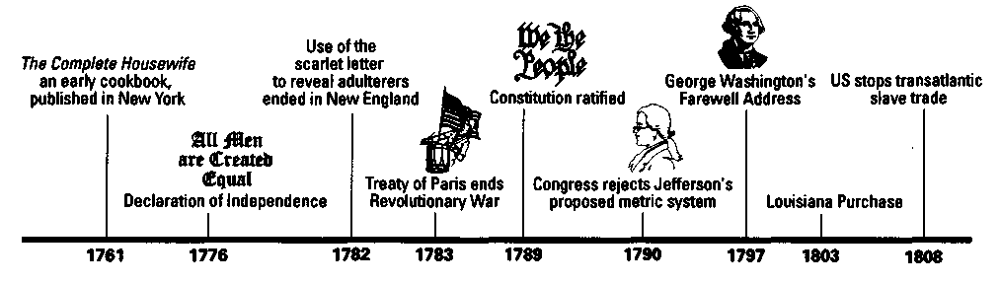 The Complete Housewife
an early cookbook,
published in New York
All Men
are Created
Equal
Declaration of Independence
Use of the
scarlet letter
to reveal adulterers
ended in New England
Treaty of Paris ends
Revolutionary War
We the
People
Constitution ratified
Congress rejects Jefferson's
proposed metric system
George Washington's
Farewell Address
Louisiana Purchase
US stops transatlantic
slave trade
1761 1776 1782 1783 1789 1790 1797 1803 1808